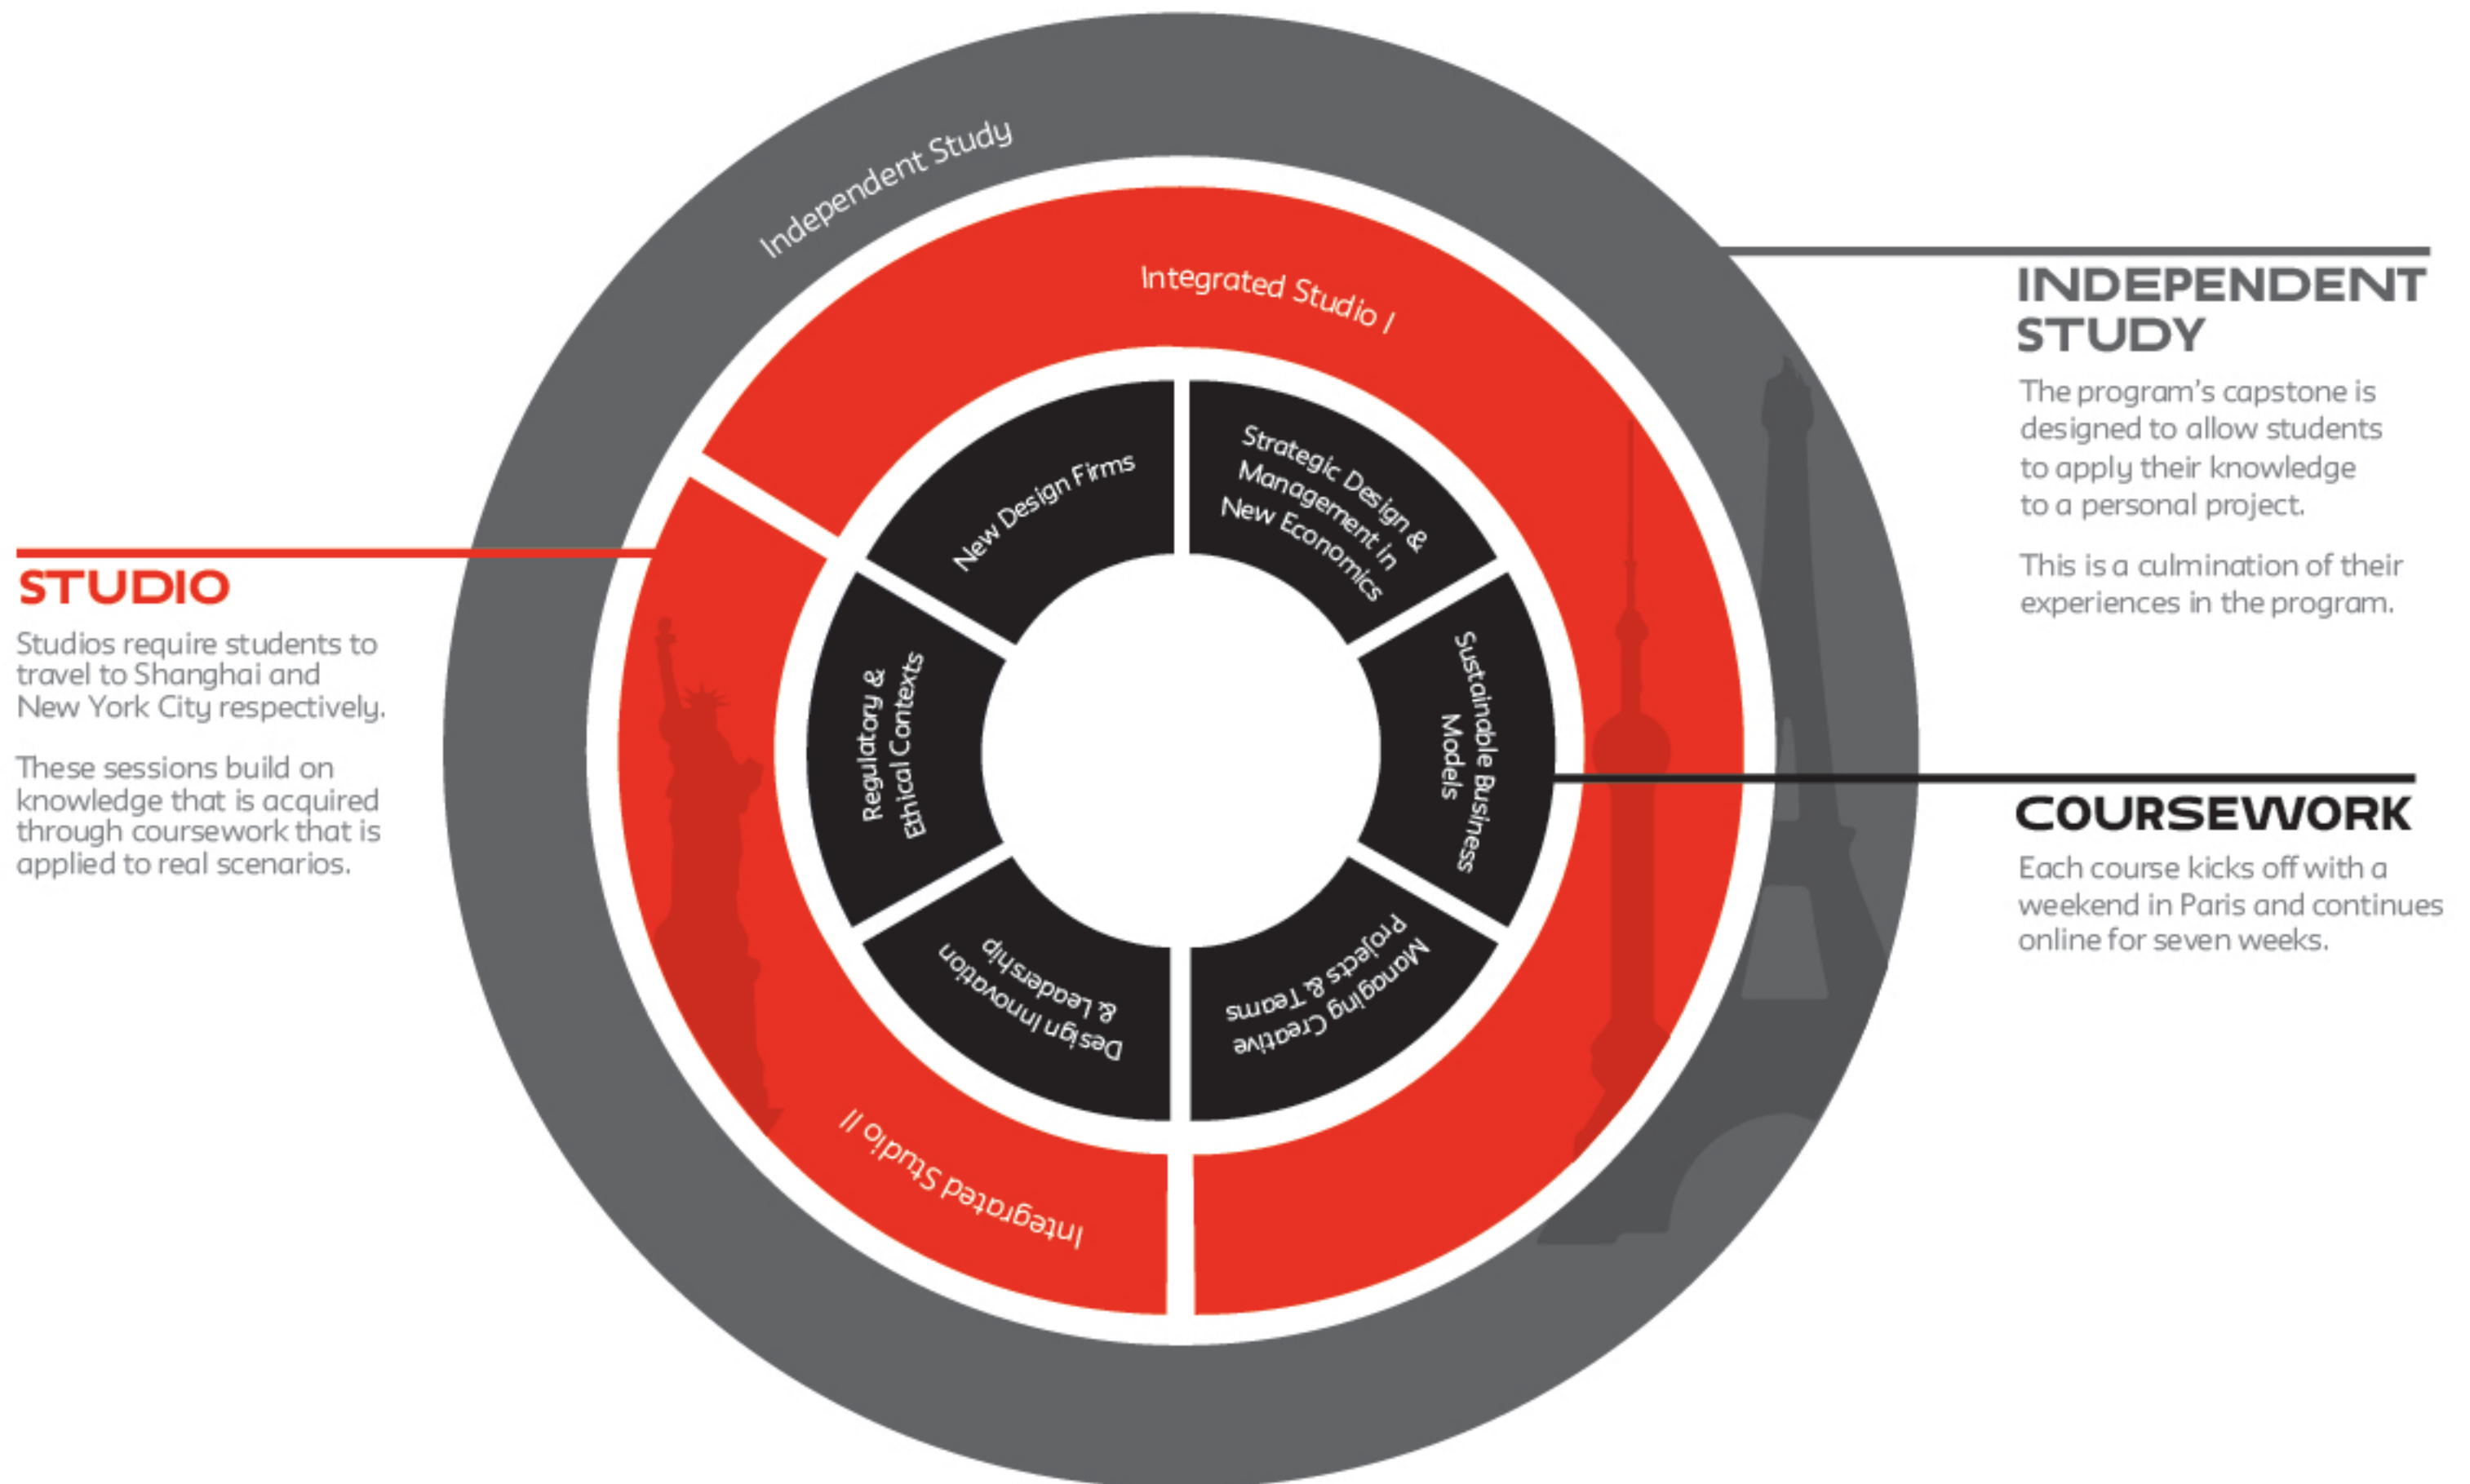 Independent Study
Integrated Studio I
Strategic Design &
Management in
New Economics
Sustainable Business
Models
Managing Creative
Projects & Teams
Design Innovation
& Leadership
Regulatory &
Ethical Contexts
New Design Firms
Integrated Studio II
STUDIO
Studios require students to
travel to Shanghai and
New York City respectively.
These sessions build on
knowledge that is acquired
through coursework that is
applied to real scenarios.
INDEPENDENT
STUDY
The program's capstone is
designed to allow students
to apply their knowledge
to a personal project.
This is a culmination of their
experiences in the program.
COURSEWORK
Each course kicks off with a
weekend in Paris and continues
online for seven weeks.